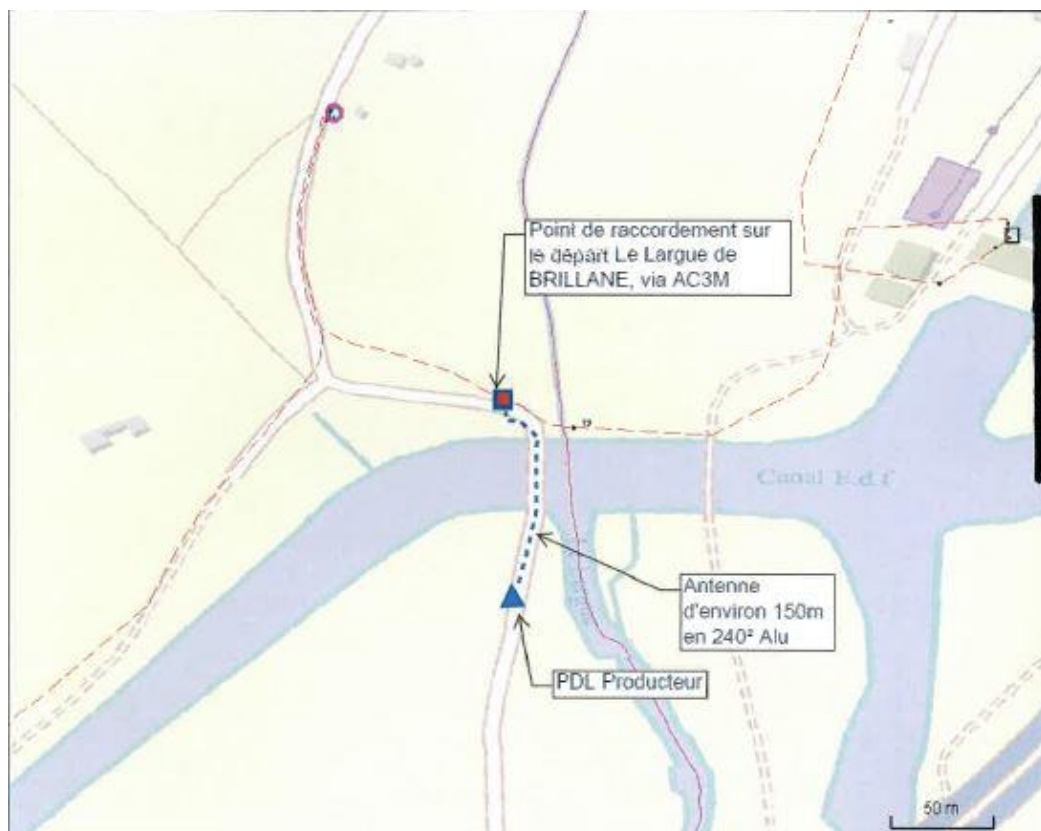 Point de raccordement sur
le départ Le Largue de
BRILLANE, via AC3M
Canal E.d.f
Antenne
d'environ 150m
en 240² Alu
PDL Producteur
50 m